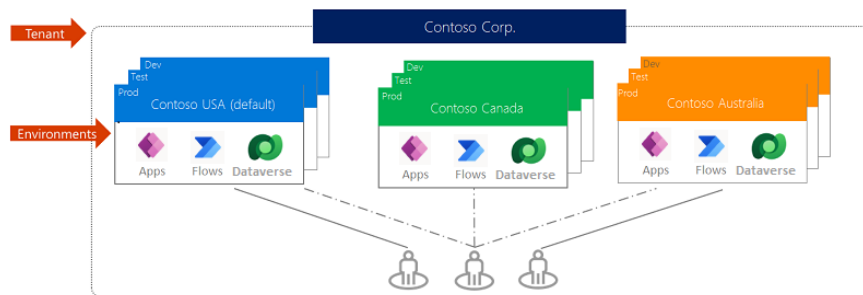 Contoso Corp.
Tenant
Dev
Test
Prod
Contoso USA (default)
Apps Flows Dataverse
Dev
Test
Prod
Contoso Canada
Apps Flows Dataverse
Dev
Test
Prod
Contoso Australia
Apps Flows Dataverse
Environments